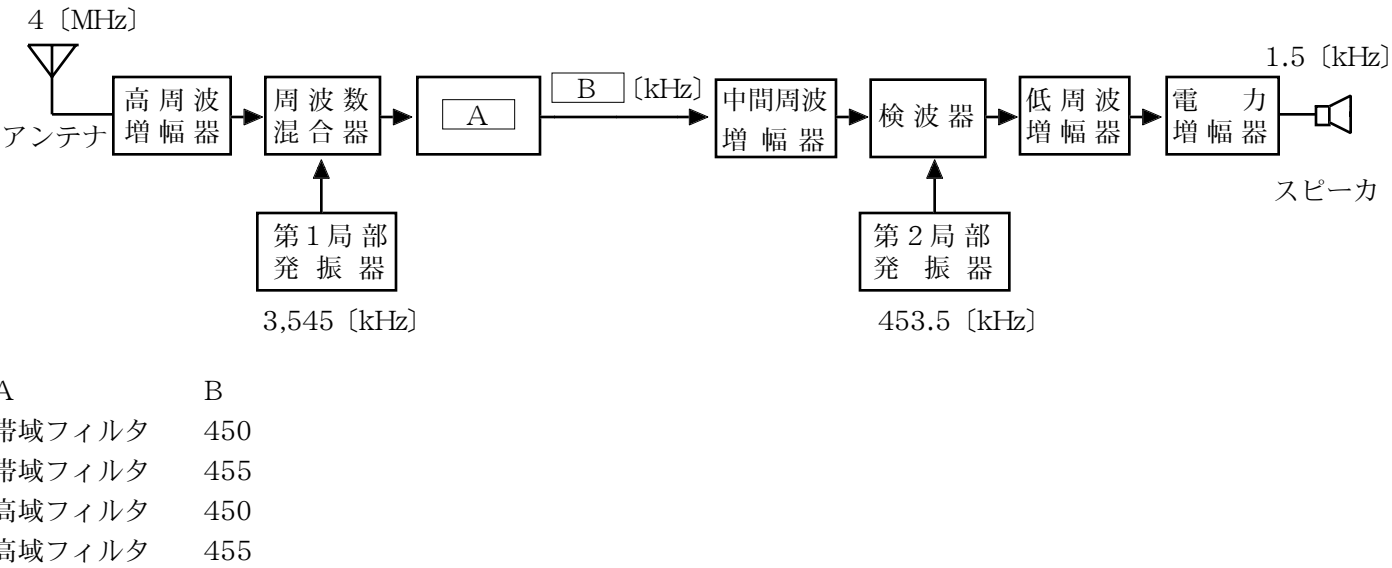 4〔MHz〕
1.5〔kHz〕
アンテナ
高周波
増幅器
周波数
混合器
A
B 〔kHz〕
中間周波
増幅器
検波器
低周波
増幅器
電力
増幅器
スピーカ
第1局部
発振器
3,545〔kHz〕
第2局部
発振器
453.5〔kHz〕
A B
帯域フィルタ 450
帯域フィルタ 455
高域フィルタ 450
高域フィルタ 455